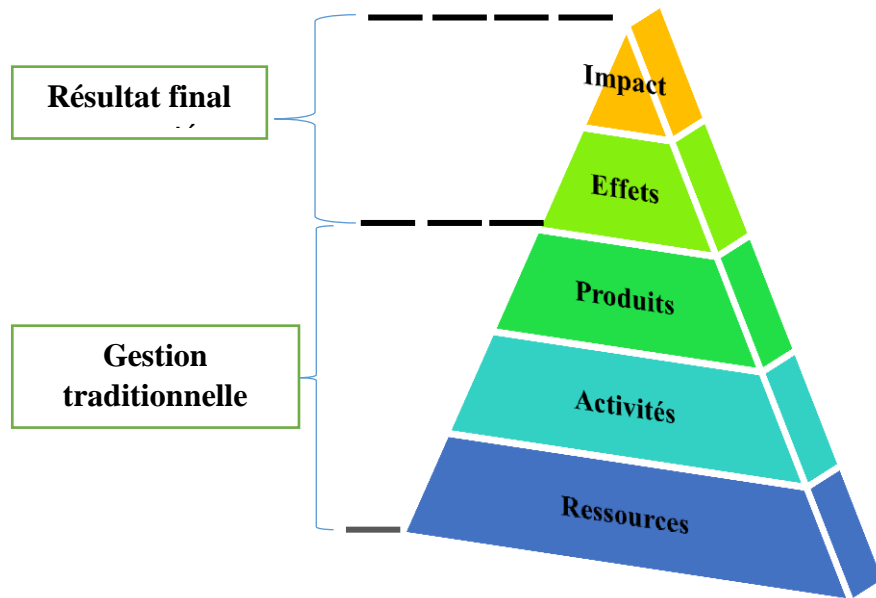 Impact
Résultat final
Effets
Produits
Gestion
traditionnelle
Activités
Ressources